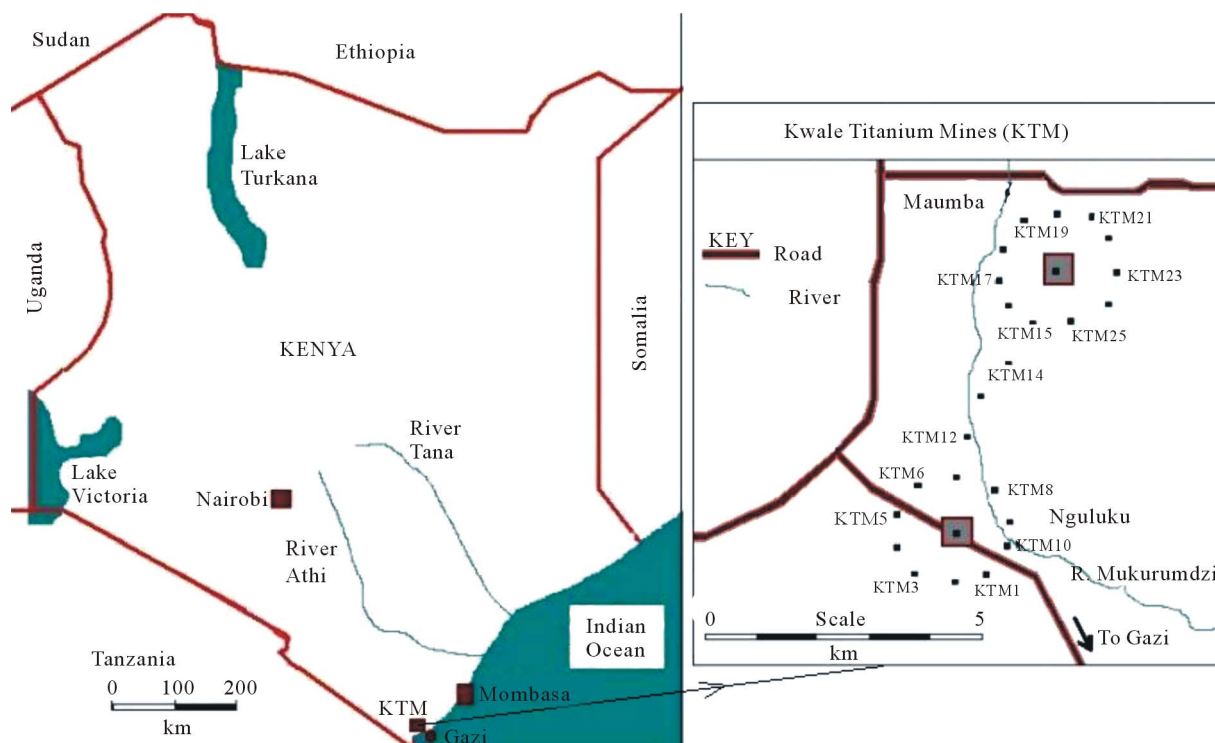 Sudan
Ethiopia
Lake
Turkana
Uganda
KENYA
Somalia
River
Tana
Lake
Victoria
Nairobi
River
Athi
Indian
Ocean
Tanzania
0 100 200
km
KTM
Mombasa
Gazi
Kwale Titanium Mines (KTM)
Maumba
KTM19
KTM21
KEY
Road
River
KTM17
KTM23
KTM15
KTM25
KTM14
KTM12
KTM6
KTM8
KTM5
Nguluku
KTM10
KTM3
KTM1
R. Mukurumdzi
0 Scale 5
km
To Gazi